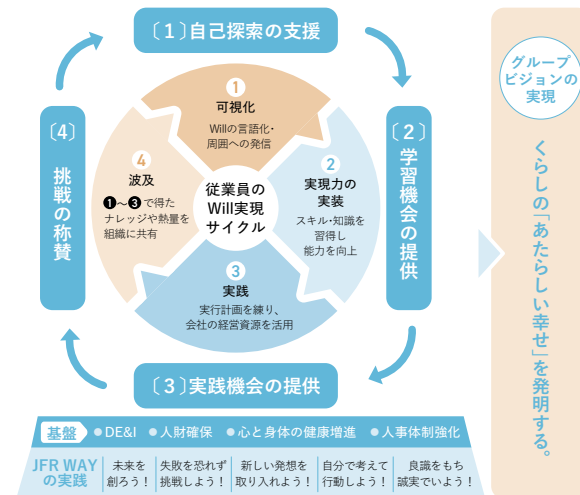 〔1〕自己探索の支援
〔2〕学習機会の提供
〔3〕実践機会の提供
〔4〕挑戦の称賛
1
可視化
Willの言語化・
周囲への発信
2
実現力の
実装
スキル・知識を
習得し
能力を向上
3
実践
実行計画を練り、
会社の経営資源を活用
4
波及
❶〜❸で得た
ナレッジや熱量を
組織に共有
従業員の
Will実現
サイクル
グループ
ビジョンの
実現
くらしの「あたらしい幸せ」を発明する。
基盤 ●DE&I ●人財確保 ●心と身体の健康増進 ●人事体制強化
JFR WAY
の実践
未来を
創ろう！
失敗を恐れず
挑戦しよう！
新しい発想を
取り入れよう！
自分で考えて
行動しよう！
良識をもち
誠実でいよう！